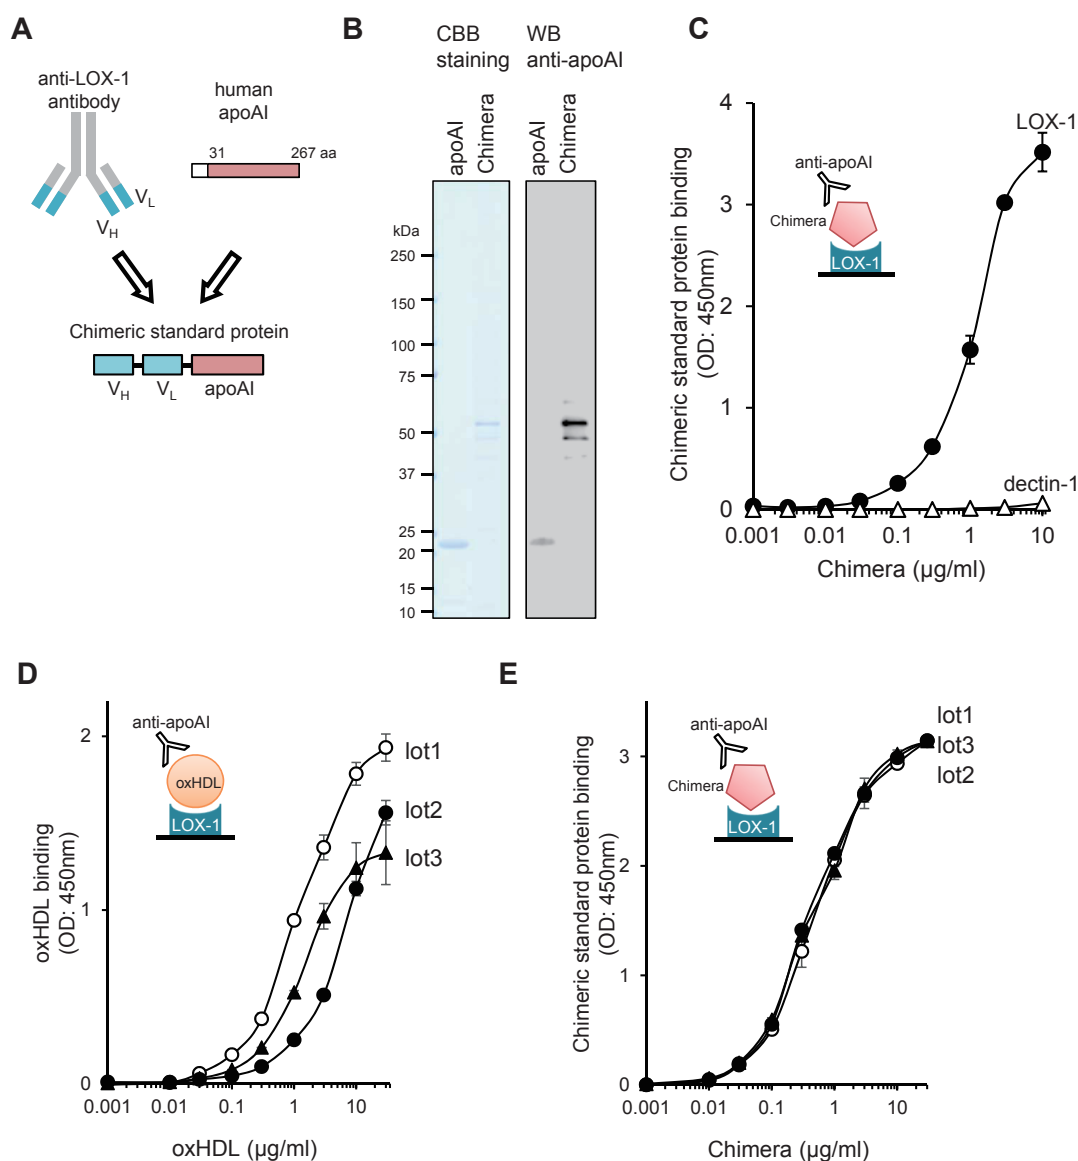 A
anti-LOX-1
antibody
human
apoAI
31
267 aa
VL
VH
Chimeric standard protein
VH
VL
apoAI
B
CBB
staining
WB
anti-apoAI
apoAI
Chimera
apoAI
Chimera
kDa
250
150
100
75
50
37
25
20
15
10
C
Chimeric standard protein binding
(OD: 450nm)
4
3
2
1
0
0.001
0.01
0.1
1
10
Chimera (µg/ml)
LOX-1
dectin-1
anti-apoAI
Chimera
LOX-1
D
oxHDL binding
(OD: 450nm)
2
1
0
0.001
0.01
0.1
1
10
oxHDL (µg/ml)
anti-apoAI
oxHDL
LOX-1
lot1
lot2
lot3
E
Chimeric standard protein binding
(OD: 450nm)
3
2
1
0
0.001
0.01
0.1
1
10
Chimera (µg/ml)
anti-apoAI
Chimera
LOX-1
lot1
lot3
lot2